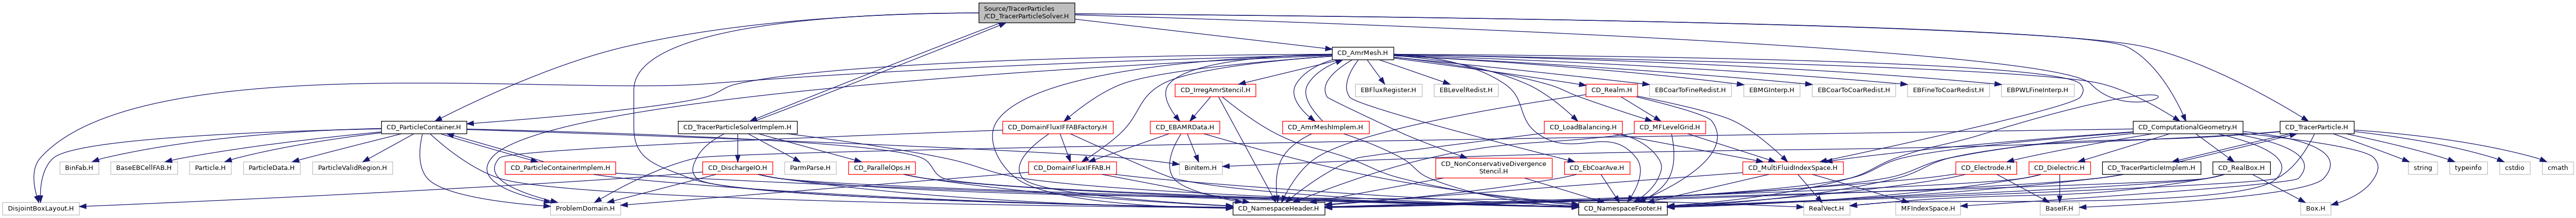 Source/TracerParticles
/CD_TracerParticleSolver.H
CD_AmrMesh.H
CD_IrregAmrStencil.H
EBFluxRegister.H
EBLevelRedist.H
CD_Realm.H
EBCoarToFineRedist.H
EBMGInterp.H
EBCoarToCoarRedist.H
EBFineToCoarRedist.H
EBPWLFineInterp.H
CD_ParticleContainer.H
CD_TracerParticleSolverImplem.H
CD_DomainFluxIFFABFactory.H
CD_EBAMRData.H
CD_AmrMeshImplem.H
CD_LoadBalancing.H
CD_MFLevelGrid.H
CD_ComputationalGeometry.H
CD_TracerParticle.H
BinFab.H
BaseEBCellFAB.H
Particle.H
ParticleData.H
ParticleValidRegion.H
CD_ParticleContainerImplem.H
CD_DischargeIO.H
ParmParse.H
CD_ParallelOps.H
CD_DomainFluxIFFAB.H
BinItem.H
CD_NonConservativeDivergence
Stencil.H
CD_EbCoarAve.H
CD_MultiFluidIndexSpace.H
CD_Electrode.H
CD_Dielectric.H
CD_TracerParticleImplem.H
CD_RealBox.H
string
typeinfo
cstdio
cmath
DisjointBoxLayout.H
ProblemDomain.H
CD_NamespaceHeader.H
CD_NamespaceFooter.H
RealVect.H
MFIndexSpace.H
BaseIF.H
Box.H